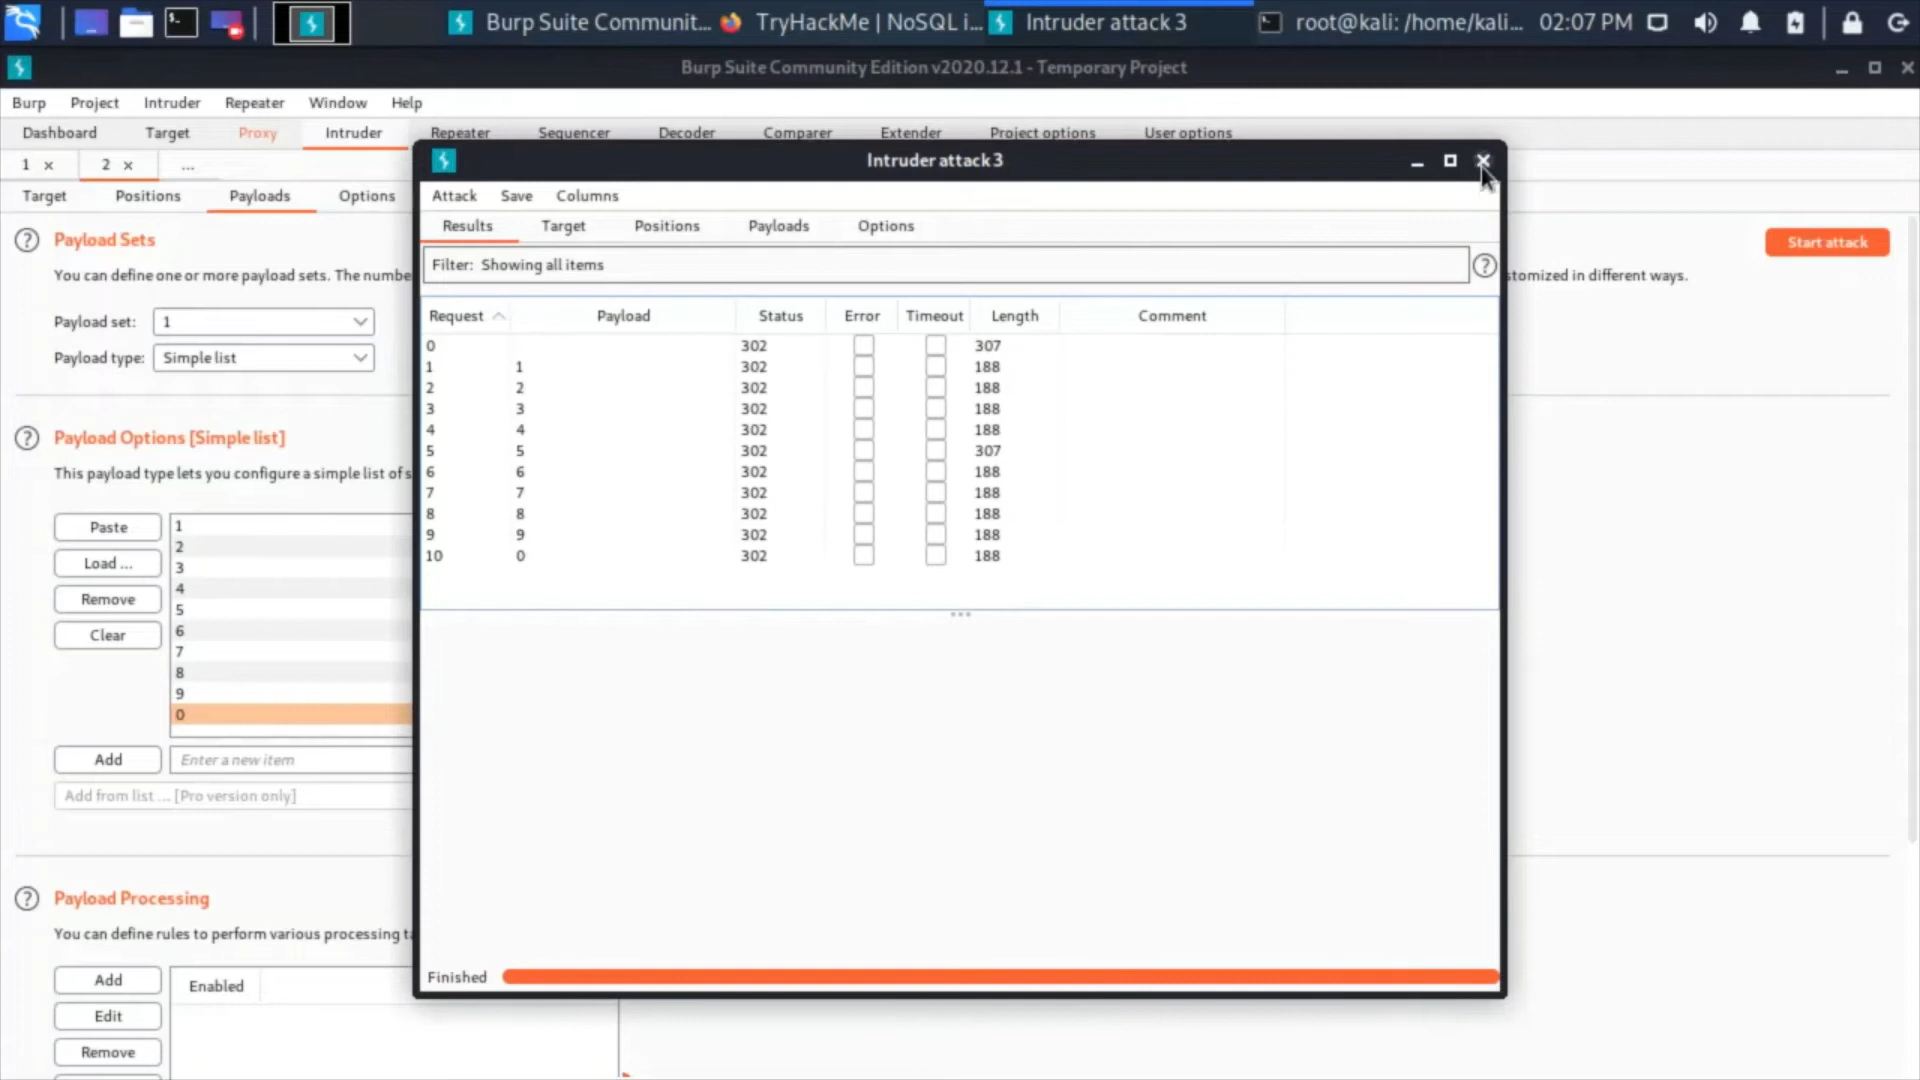 Burp Suite Communit... TryHackMe | NoSQL i... Intruder attack 3 root@kali: /home/kali... 02:07 PM
Burp Suite Community Edition v2020.12.1 - Temporary Project
Burp Project Intruder Repeater Window Help
Dashboard Target Proxy Intruder Repeater Sequencer Decoder Comparer Extender Project options User options
1 × 2 × ...
Target Positions Payloads Options
Payload Sets
You can define one or more payload sets. The numbe
stomized in different ways.
Start attack
Payload set: 1
Payload type: Simple list
Payload Options [Simple list]
This payload type lets you configure a simple list of s
Paste
Load ...
Remove
Clear
1
2
3
4
5
6
7
8
9
0
Add Enter a new item
Add from list ... [Pro version only]
Payload Processing
You can define rules to perform various processing ta
Add
Edit
Remove
Enabled
Intruder attack 3
Attack Save Columns
Results Target Positions Payloads Options
Filter: Showing all items
Request Payload Status Error Timeout Length Comment
0 302 307
1 1 302 188
2 2 302 188
3 3 302 188
4 4 302 188
5 5 302 307
6 6 302 188
7 7 302 188
8 8 302 188
9 9 302 188
10 0 302 188
Finished